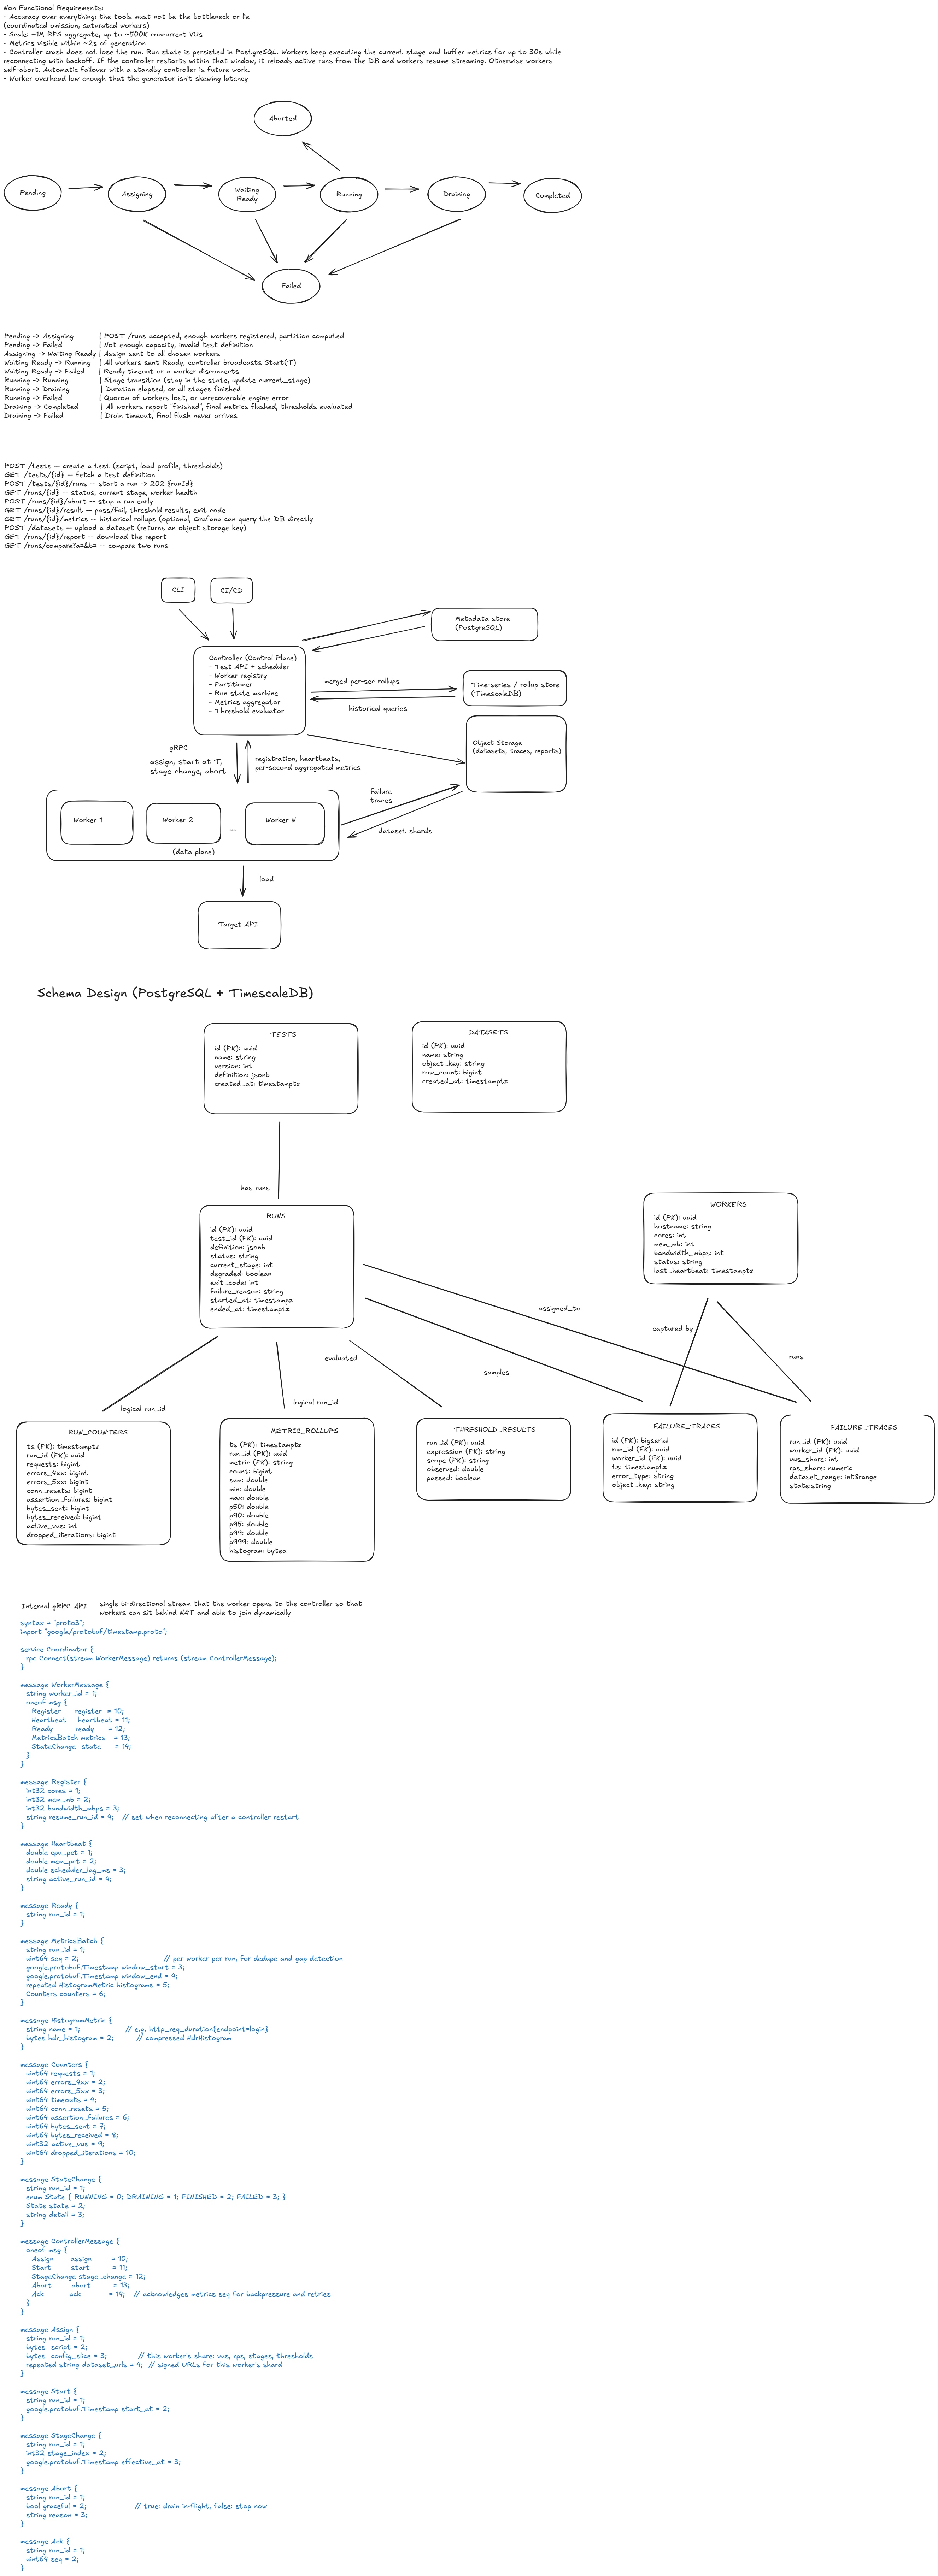 Non Functional Requirements:
- Accuracy over everything: the tools must not be the bottleneck or lie
(coordinated omission, saturated workers)
- Scale: ~1M RPS aggregate, up to ~500K concurrent VUs
- Metrics visible within ~2s of generation
- Controller crash does not lose the run. Run state is persisted in PostgreSQL. Workers keep executing the current stage and buffer metrics for up to 30s while
reconnecting with backoff. If the controller restarts within that window, it reloads active runs from the DB and workers resume streaming. Otherwise workers
self-abort. Automatic failover with a standby controller is future work.
- Worker overhead low enough that the generator isn't skewing latency
Aborted
Pending
Assigning
Waiting
Ready
Running
Draining
Completed
Failed
Pending -> Assigning | POST /runs accepted, enough workers registered, partition computed
Pending -> Failed | Not enough capacity, invalid test definition
Assigning -> Waiting Ready | Assign sent to all chosen workers
Waiting Ready -> Running | All workers sent Ready, controller broadcasts Start(T)
Waiting Ready -> Failed | Ready timeout or a worker disconnects
Running -> Running | Stage transition (stay in the state, update current_stage)
Running -> Draining | Duration elapsed, or all stages finished
Running -> Failed | Quorom of workers lost, or unrecoverable engine error
Draining -> Completed | All workers report "finished", final metrics flushed, thresholds evaluated
Draining -> Failed | Drain timeout, final flush never arrives
POST /tests -- create a test (script, load profile, thresholds)
GET /tests/{id} -- fetch a test definition
POST /tests/{id}/runs -- start a run -> 202 {runId}
GET /runs/{id} -- status, current stage, worker health
POST /runs/{id}/abort -- stop a run early
GET /runs/{id}/result -- pass/fail, threshold results, exit code
GET /runs/{id}/metrics -- historical rollups (optional, Grafana can query the DB directly
POST /datasets -- upload a dataset (returns an object storage key)
GET /runs/{id}/report -- download the report
GET /runs/compare?a=&b= -- compare two runs
CLI
CI/CD
Metadata store
(PostgreSQL)
Controller (Control Plane)
- Test API + scheduler
- Worker registry
- Partitioner
- Run state machine
- Metrics aggregator
- Threshold evaluator
merged per-sec rollups
historical queries
Time-series / rollup store
(TimescaleDB)
Object Storage
(datasets, traces, reports)
gRPC
assign, start at T,
stage change, abort
registration, heartbeats,
per-second aggregated metrics
failure
traces
dataset shards
Worker 1
Worker 2
...
Worker N
(data plane)
load
Target API
Schema Design (PostgreSQL + TimescaleDB)
TESTS
id (PK): uuid
name: string
version: int
definition: jsonb
created_at: timestamptz
DATASETS
id (PK): uuid
name: string
object_key: string
row_count: bigint
created_at: timestamptz
has runs
RUNS
id (PK): uuid
test_id (FK): uuid
definition: jsonb
status: string
current_stage: int
degraded: boolean
exit_code: int
failure_reason: string
started_at: timestampz
ended_at: timestamptz
WORKERS
id (PK): uuid
hostname: string
cores: int
mem_mb: int
bandwidth_mbps: int
status: string
last_heartbeat: timestamptz
assigned_to
captured by
runs
evaluated
samples
logical run_id
logical run_id
RUN_COUNTERS
ts (PK): timestamptz
run_id (PK): uuid
requests: bigint
errors_4xx: bigint
errors_5xx: bigint
conn_resets: bigint
assertion_failures: bigint
bytes_sent: bigint
bytes_received: bigint
active_vus: int
dropped_iterations: bigint
METRIC_ROLLUPS
ts (PK): timestamptz
run_id (PK): uuid
metric (PK): string
count: bigint
sum: double
min: double
max: double
p50: double
p90: double
p95: double
p99: double
p999: double
histogram: bytea
THRESHOLD_RESULTS
run_id (PK): uuid
expression (PK): string
scope (PK): string
observed: double
passed: boolean
FAILURE_TRACES
id (PK): bigserial
run_id (FK): uuid
worker_id (FK): uuid
ts: timestamptz
error_type: string
object_key: string
FAILURE_TRACES
run_id (PK): uuid
worker_id (PK): uuid
vus_share: int
rps_share: numeric
dataset_range: int8range
state:string
Internal gRPC API
single bi-directional stream that the worker opens to the controller so that
workers can sit behind NAT and able to join dynamically
syntax = "proto3";
import "google/protobuf/timestamp.proto";
service Coordinator {
rpc Connect(stream WorkerMessage) returns (stream ControllerMessage);
}
message WorkerMessage {
string worker_id = 1;
oneof msg {
Register register = 10;
Heartbeat heartbeat = 11;
Ready ready = 12;
MetricsBatch metrics = 13;
StateChange state = 14;
}
}
message Register {
int32 cores = 1;
int32 mem_mb = 2;
int32 bandwidth_mbps = 3;
string resume_run_id = 4; // set when reconnecting after a controller restart
}
message Heartbeat {
double cpu_pct = 1;
double mem_pct = 2;
double scheduler_lag_ms = 3;
string active_run_id = 4;
}
message Ready {
string run_id = 1;
}
message MetricsBatch {
string run_id = 1;
uint64 seq = 2; // per worker per run, for dedupe and gap detection
google.protobuf.Timestamp window_start = 3;
google.protobuf.Timestamp window_end = 4;
repeated HistogramMetric histograms = 5;
Counters counters = 6;
}
message HistogramMetric {
string name = 1; // e.g. http_req_duration{endpoint=login}
bytes hdr_histogram = 2; // compressed HdrHistogram
}
message Counters {
uint64 requests = 1;
uint64 errors_4xx = 2;
uint64 errors_5xx = 3;
uint64 timeouts = 4;
uint64 conn_resets = 5;
uint64 assertion_failures = 6;
uint64 bytes_sent = 7;
uint64 bytes_received = 8;
uint32 active_vus = 9;
uint64 dropped_iterations = 10;
}
message StateChange {
string run_id = 1;
enum State { RUNNING = 0; DRAINING = 1; FINISHED = 2; FAILED = 3; }
State state = 2;
string detail = 3;
}
message ControllerMessage {
oneof msg {
Assign assign = 10;
Start start = 11;
StageChange stage_change = 12;
Abort abort = 13;
Ack ack = 14; // acknowledges metrics seq for backpressure and retries
}
}
message Assign {
string run_id = 1;
bytes script = 2;
bytes config_slice = 3; // this worker's share: vus, rps, stages, thresholds
repeated string dataset_urls = 4; // signed URLs for this worker's shard
}
message Start {
string run_id = 1;
google.protobuf.Timestamp start_at = 2;
}
message StageChange {
string run_id = 1;
int32 stage_index = 2;
google.protobuf.Timestamp effective_at = 3;
}
message Abort {
string run_id = 1;
bool graceful = 2; // true: drain in-flight, false: stop now
string reason = 3;
}
message Ack {
string run_id = 1;
uint64 seq = 2;
}